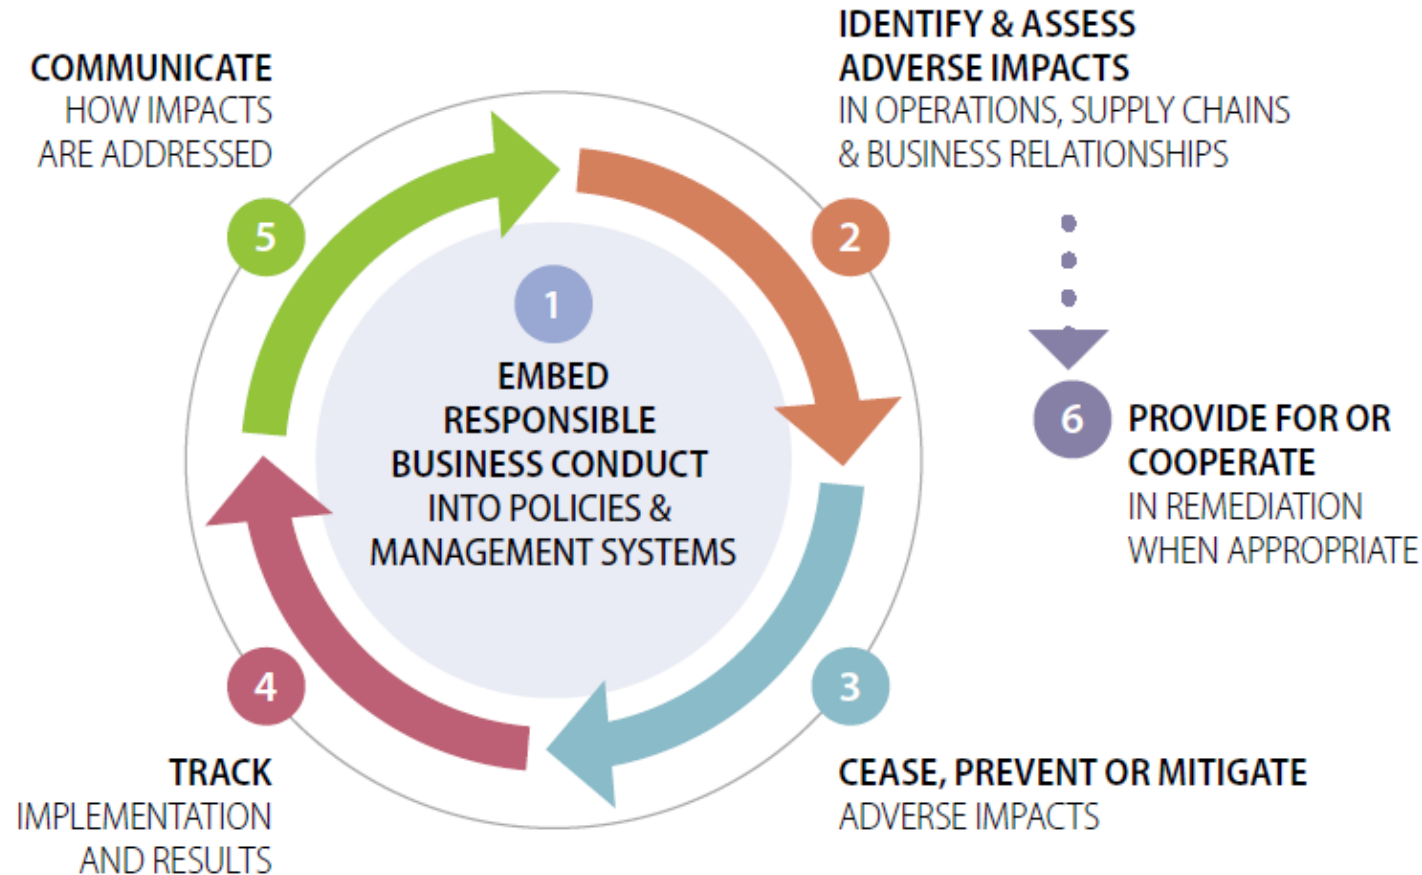 1
EMBED
RESPONSIBLE
BUSINESS CONDUCT
INTO POLICIES &
MANAGEMENT SYSTEMS
IDENTIFY & ASSESS
ADVERSE IMPACTS
IN OPERATIONS, SUPPLY CHAINS
& BUSINESS RELATIONSHIPS
2
3
CEASE, PREVENT OR MITIGATE
ADVERSE IMPACTS
4
TRACK
IMPLEMENTATION
AND RESULTS
COMMUNICATE
HOW IMPACTS
ARE ADDRESSED
5
6
PROVIDE FOR OR
COOPERATE
IN REMEDIATION
WHEN APPROPRIATE